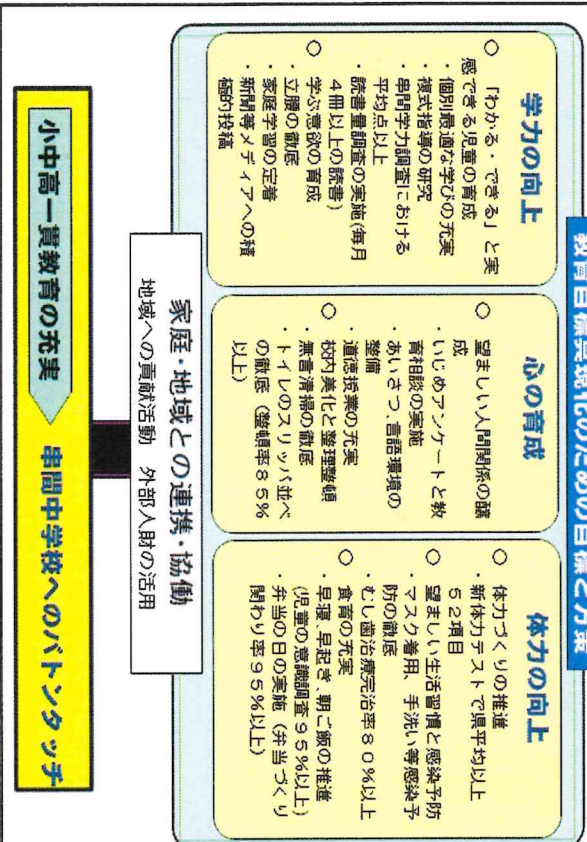 教育目標具現化のための目標と方策
学力の向上
○ 「わかる・できる」と実
感できる児童の育成
・個別最適な学びの充実
・複式指導の研究
・串間学力調査における
平均点以上
・読書量調査の実施(毎月
4冊以上の読書)
○ 学ぶ意欲の育成
・立腰の徹底
・家庭学習の定着
・新聞等メディアへの積
極的投稿
心の育成
○ 望ましい人間関係の醸
成
・いじめアンケートと教
育相談の実施
・あいさつ、言語環境の
整備
・道徳授業の充実
○ 校内美化と整理整頓
・無言清掃の徹底
・トイレのスリッパ並べ
の徹底(整頓率85%
以上)
体力の向上
○ 体力づくりの推進
・新体力テストで県平均以上
52項目
○ 望ましい生活習慣と感染予防
・マスク着用、手洗い等感染予
防の徹底
・むし歯治療完治率80%以上
○ 食育の充実
・早寝、早起き、朝ご飯の推進
(児童の意識調査95%以上)
・弁当の日の実施(弁当づくり
関わり率95%以上)
家庭・地域との連携・協働
地域への貢献活動 外部人財の活用
小中高一貫教育の充実 串間中学校へのバトンタッチ